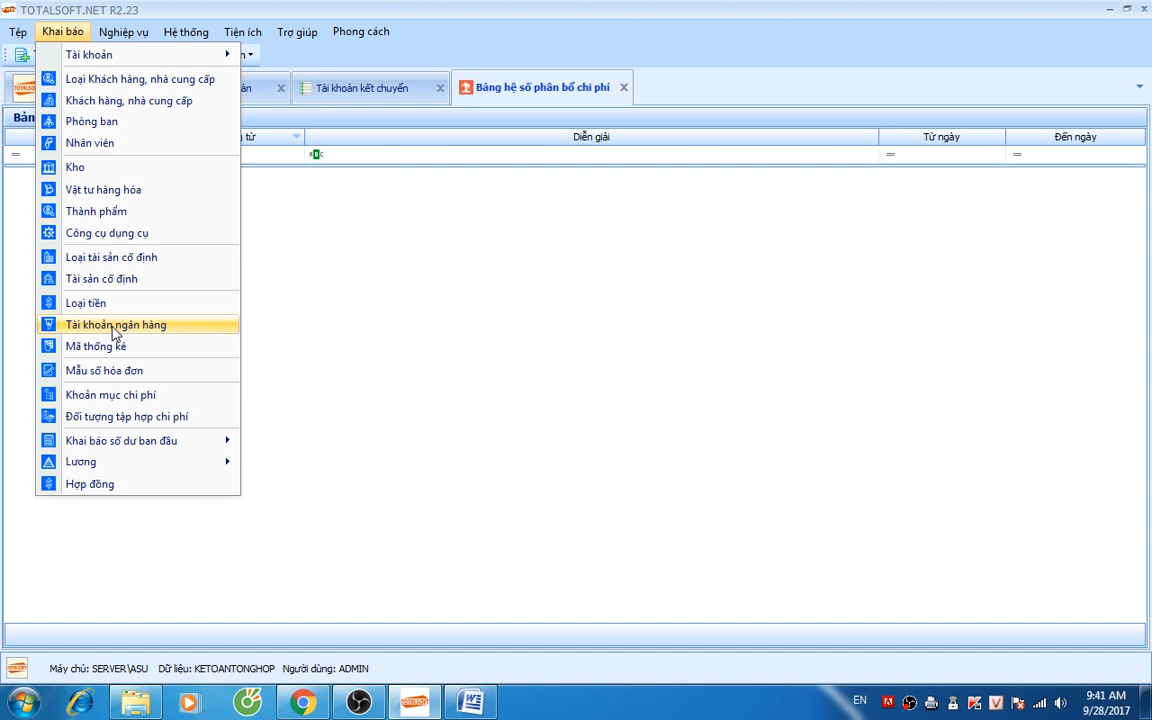 TOTALSOFT.NET R2.23
Tệp Khai báo Nghiệp vụ Hệ thống Tiện ích Trợ giúp Phong cách
Tài khoản kết chuyển Bảng hệ số phân bổ chi phí
Diễn giải Từ ngày Đến ngày
Tài khoản
Loại Khách hàng, nhà cung cấp
Khách hàng, nhà cung cấp
Phòng ban
Nhân viên
Kho
Vật tư hàng hóa
Thành phẩm
Công cụ dụng cụ
Loại tài sản cố định
Tài sản cố định
Loại tiền
Tài khoản ngân hàng
Mã thống kê
Mẫu số hóa đơn
Khoản mục chi phí
Đối tượng tập hợp chi phí
Khai báo số dư ban đầu
Lương
Hợp đồng
Máy chủ: SERVER\ASU Dữ liệu: KETOANTONGHOP Người dùng: ADMIN
EN
9:41 AM
9/28/2017